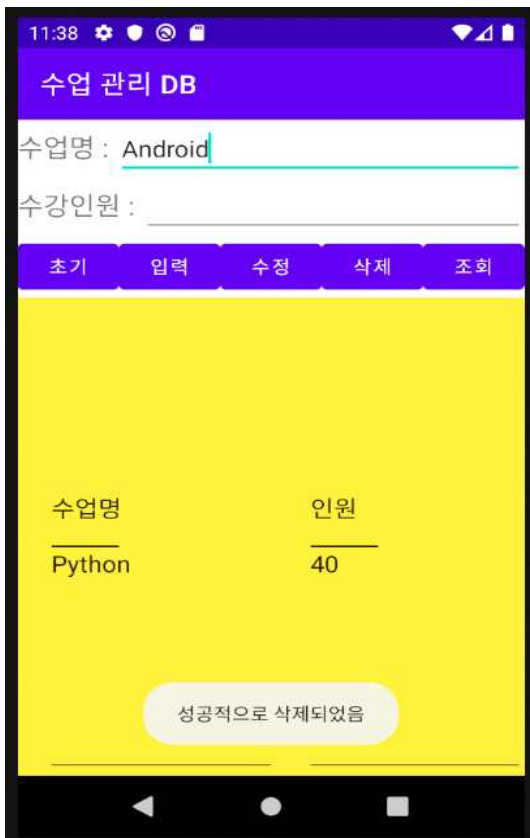 11:38
수업 관리 DB
수업명 : Android
수강인원 :
초기 입력 수정 삭제 조회
수업명 인원
Python 40
성공적으로 삭제되었음